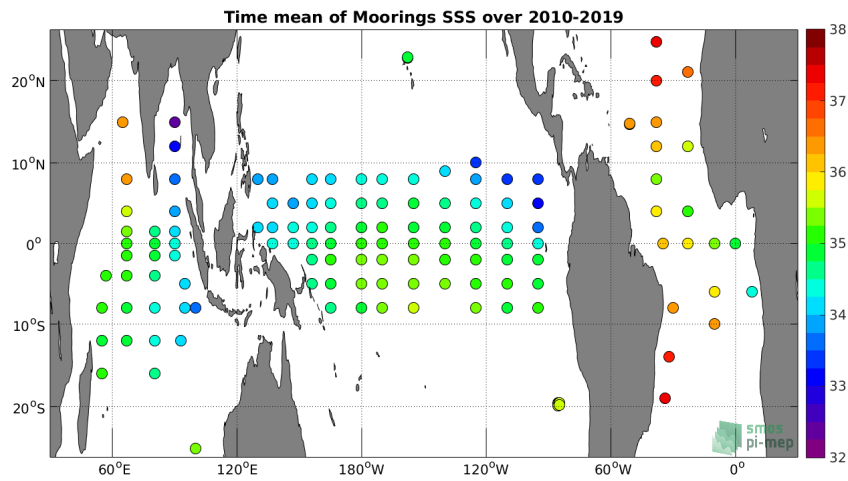 Time mean of Moorings SSS over 2010-2019
38
37
36
35
34
33
32
20°N
10°N
0°
10°S
20°S
60°E
120°E
180°W
120°W
60°W
0°
smos
pi-mep